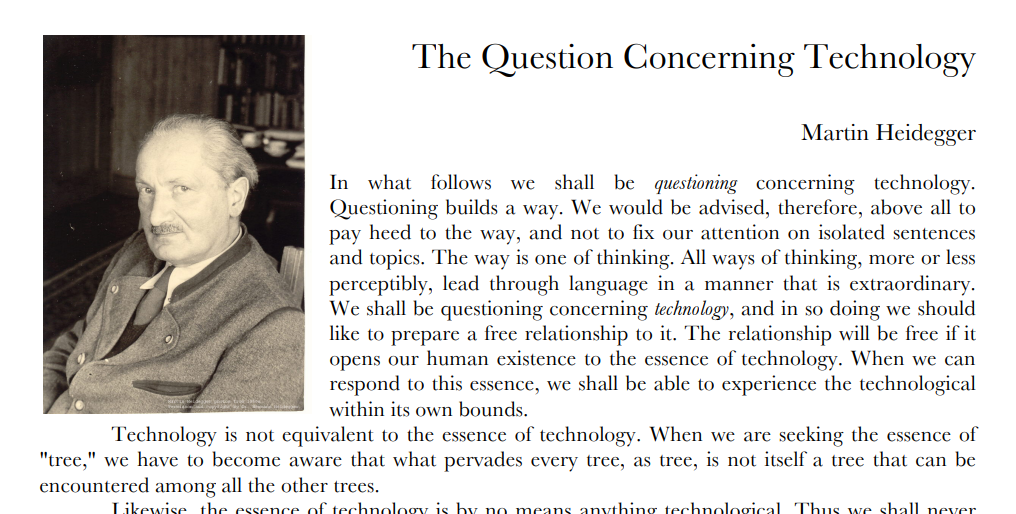 The Question Concerning Technology
Martin Heidegger
In what follows we shall be questioning concerning technology.
Questioning builds a way. We would be advised, therefore, above all to
pay heed to the way, and not to fix our attention on isolated sentences
and topics. The way is one of thinking. All ways of thinking, more or less
perceptibly, lead through language in a manner that is extraordinary.
We shall be questioning concerning technology, and in so doing we should
like to prepare a free relationship to it. The relationship will be free if it
opens our human existence to the essence of technology. When we can
respond to this essence, we shall be able to experience the technological
within its own bounds.
Technology is not equivalent to the essence of technology. When we are seeking the essence of
"tree," we have to become aware that what pervades every tree, as tree, is not itself a tree that can be
encountered among all the other trees.
Likewise, the essence of technology is by no means anything technological. Thus we shall never